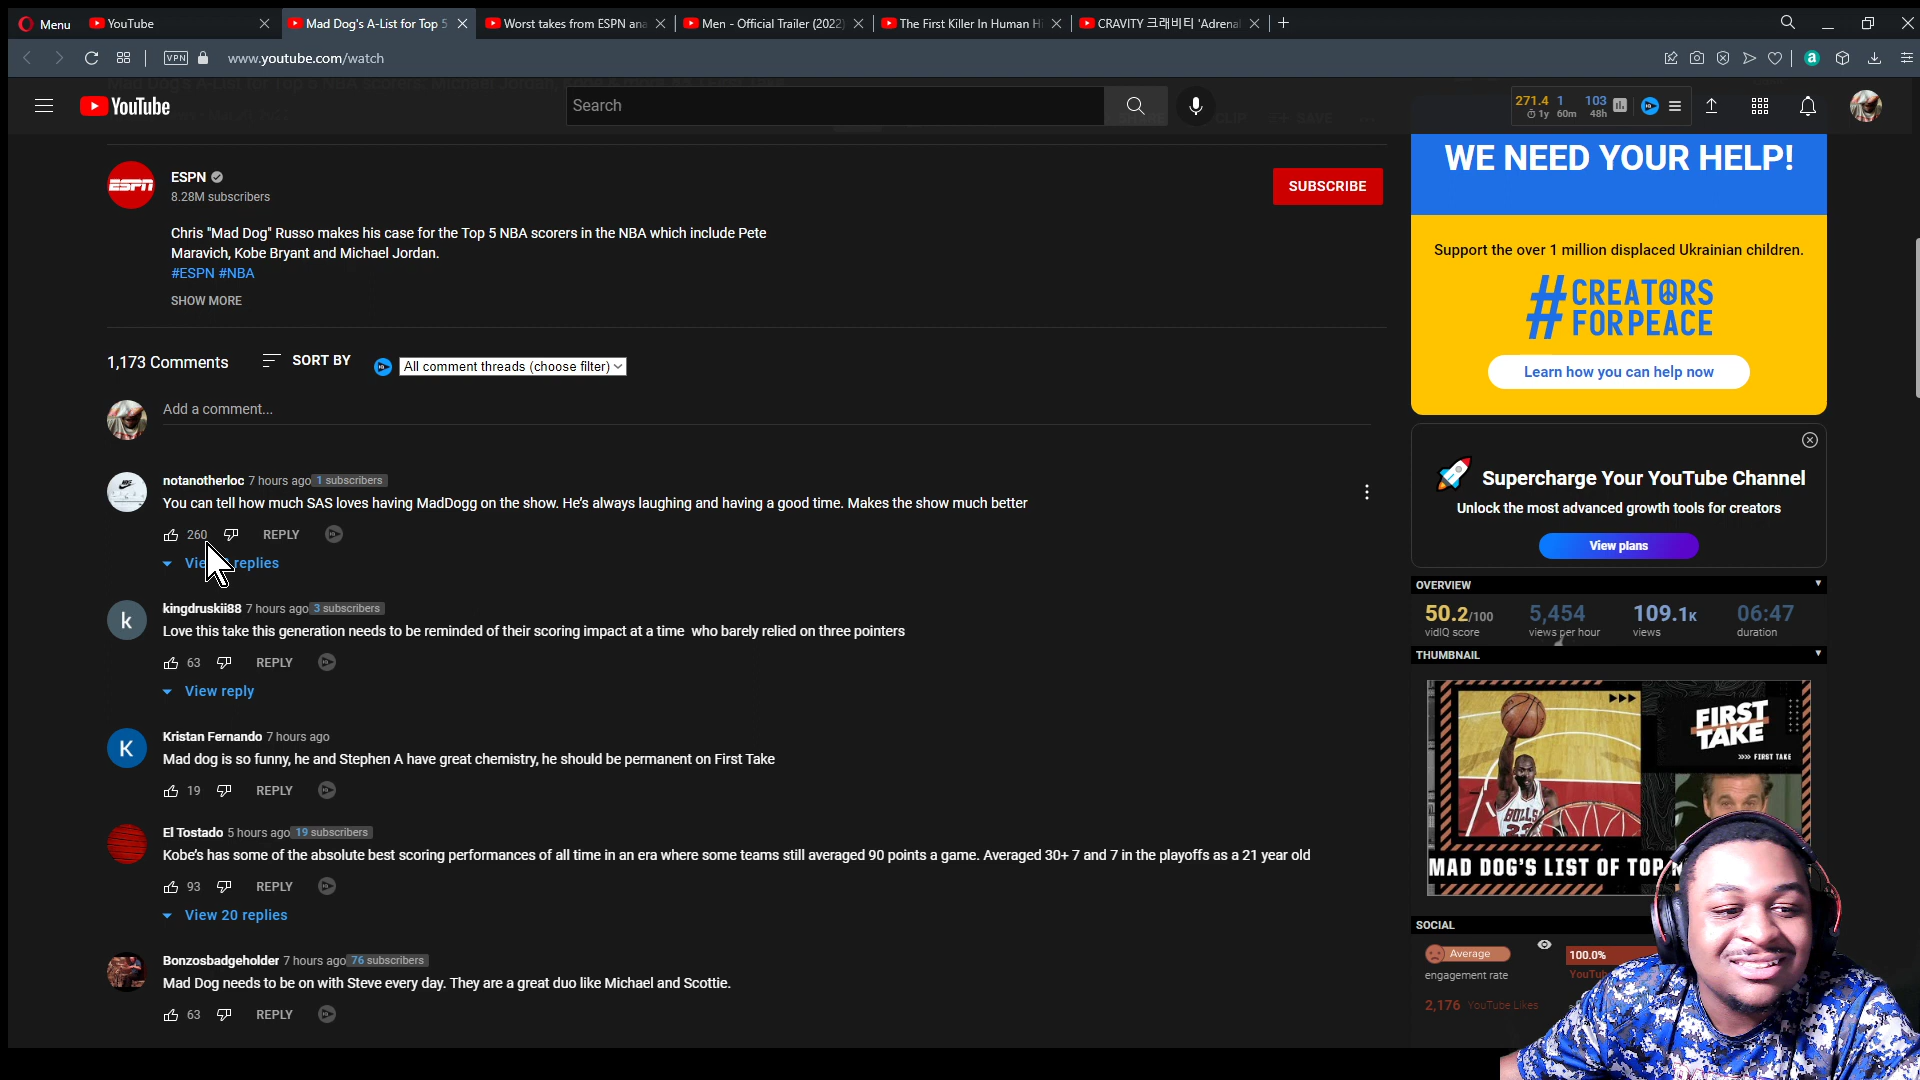 Menu
YouTube
Mad Dog's A-List for Top 5
Worst takes from ESPN ana
Men - Official Trailer (2022)
The First Killer In Human H
CRAVITY 크래비티 'Adrenal
VPN
www.youtube.com/watch
YouTube
Search
271.4 1 103
1y 60m 48h
ESPN
ESPN
8.28M subscribers
SUBSCRIBE
Chris "Mad Dog" Russo makes his case for the Top 5 NBA scorers in the NBA which include Pete
Maravich, Kobe Bryant and Michael Jordan.
#ESPN #NBA
SHOW MORE
1,173 Comments
SORT BY
All comment threads (choose filter)
Add a comment...
notanotherloc 7 hours ago 1 subscribers
You can tell how much SAS loves having MadDogg on the show. He's always laughing and having a good time. Makes the show much better
260 REPLY
replies
kingdruskii88 7 hours ago 3 subscribers
Love this take this generation needs to be reminded of their scoring impact at a time who barely relied on three pointers
63 REPLY
View reply
Kristan Fernando 7 hours ago
Mad dog is so funny, he and Stephen A have great chemistry, he should be permanent on First Take
19 REPLY
El Tostado 5 hours ago 19 subscribers
Kobe's has some of the absolute best scoring performances of all time in an era where some teams still averaged 90 points a game. Averaged 30+ 7 and 7 in the playoffs as a 21 year old
93 REPLY
View 20 replies
Bonzosbadgeholder 7 hours ago 76 subscribers
Mad Dog needs to be on with Steve every day. They are a great duo like Michael and Scottie.
63 REPLY
WE NEED YOUR HELP!
Support the over 1 million displaced Ukrainian children.
#CREATORS
FORPEACE
Learn how you can help now
Supercharge Your YouTube Channel
Unlock the most advanced growth tools for creators
View plans
OVERVIEW
50.2/100 5,454 109.1K 06:47
vidIQ score views per hour views duration
THUMBNAIL
FIRST
TAKE
FIRST TAKE
BULLS
MAD DOG'S LIST OF TOP
SOCIAL
Average 100.0%
engagement rate
2,176 YouTube Likes